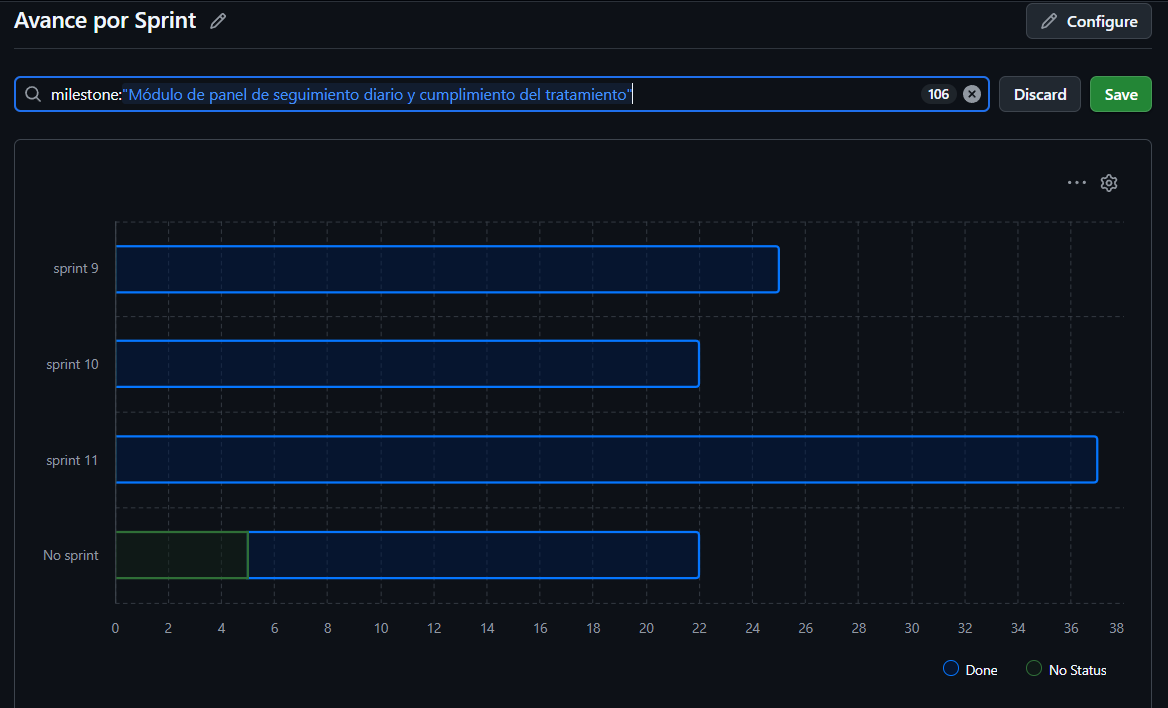 Avance por Sprint
Configure
milestone:"Módulo de panel de seguimiento diario y cumplimiento del tratamiento"
106
Discard
Save
sprint 9
sprint 10
sprint 11
No sprint
0 2 4 6 8 10 12 14 16 18 20 22 24 26 28 30 32 34 36 38
Done No Status